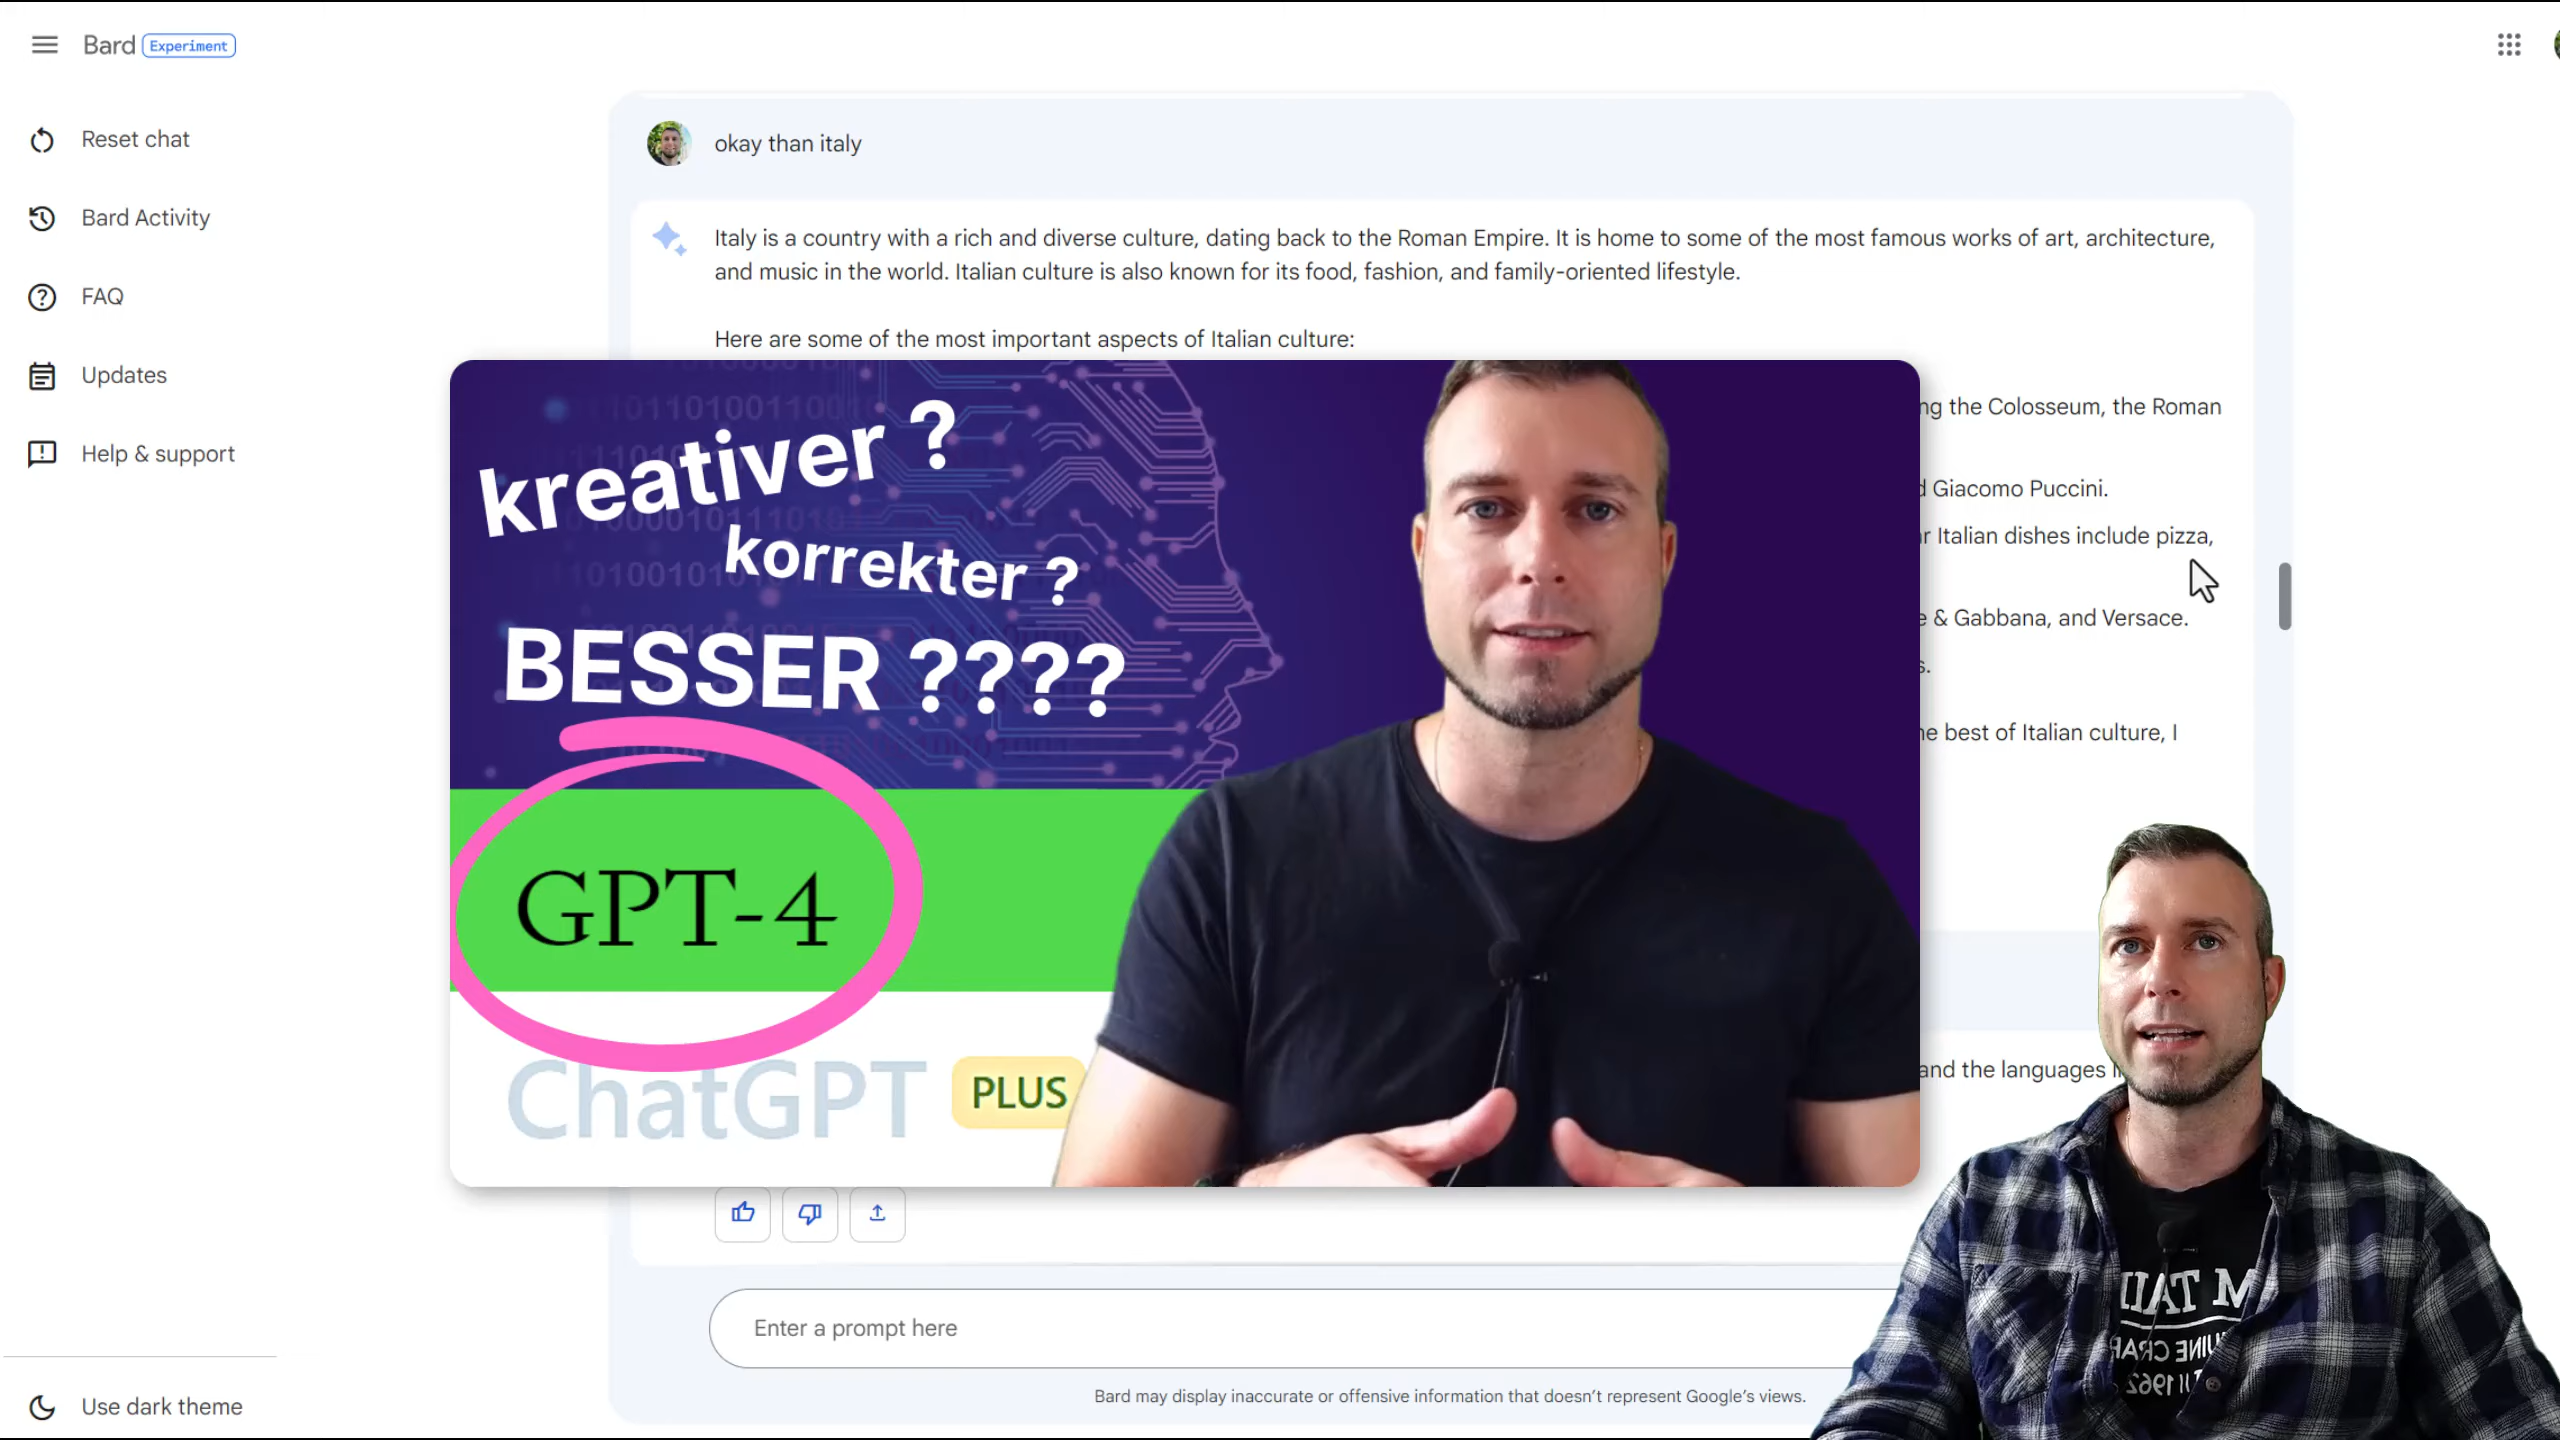 Bard Experiment
Reset chat
Bard Activity
FAQ
Updates
Help & support
Use dark theme
okay than italy
Italy is a country with a rich and diverse culture, dating back to the Roman Empire. It is home to some of the most famous works of art, architecture,
and music in the world. Italian culture is also known for its food, fashion, and family-oriented lifestyle.
Here are some of the most important aspects of Italian culture:
the Colosseum, the Roman
Giacomo Puccini.
Italian dishes include pizza,
& Gabbana, and Versace.
best of Italian culture, I
and the languages
kreativer ?
korrekter ?
BESSER ????
GPT-4
ChatGPT PLUS
Enter a prompt here
Bard may display inaccurate or offensive information that doesn't represent Google's views.